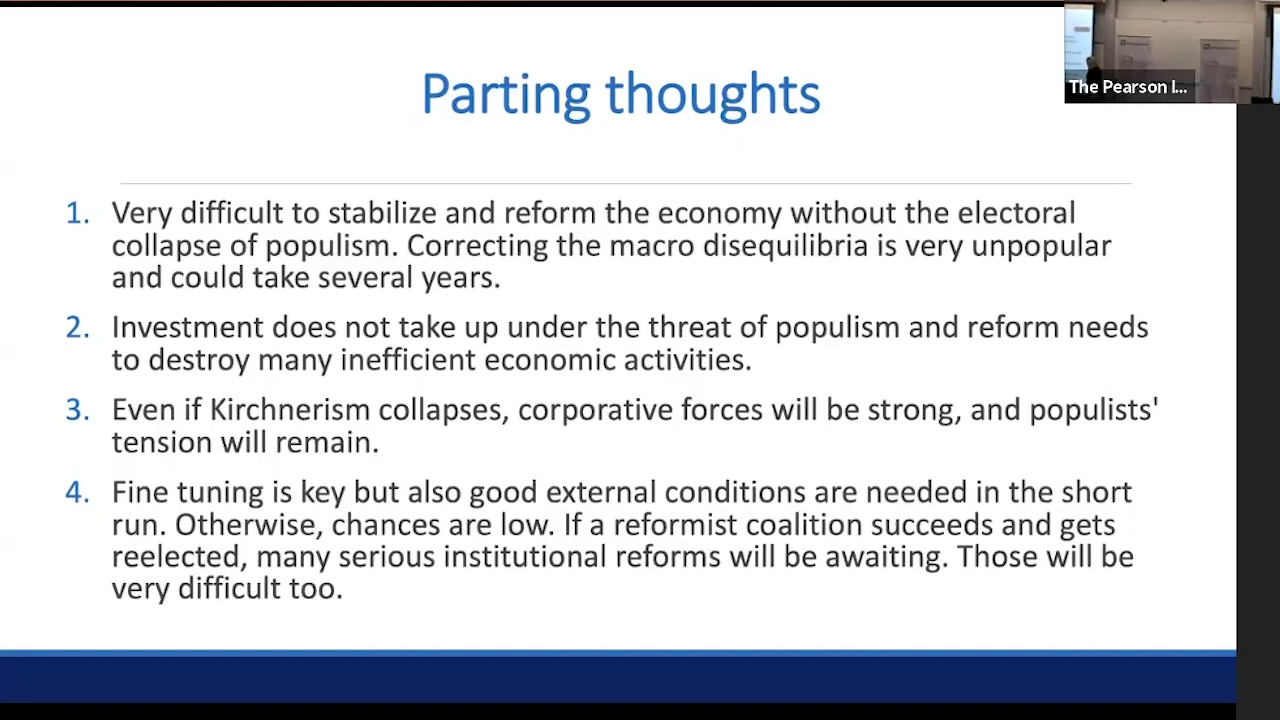 Parting thoughts
The Pearson I...
1. Very difficult to stabilize and reform the economy without the electoral
collapse of populism. Correcting the macro disequilibria is very unpopular
and could take several years.
2. Investment does not take up under the threat of populism and reform needs
to destroy many inefficient economic activities.
3. Even if Kirchnerism collapses, corporative forces will be strong, and populists'
tension will remain.
4. Fine tuning is key but also good external conditions are needed in the short
run. Otherwise, chances are low. If a reformist coalition succeeds and gets
reelected, many serious institutional reforms will be awaiting. Those will be
very difficult too.